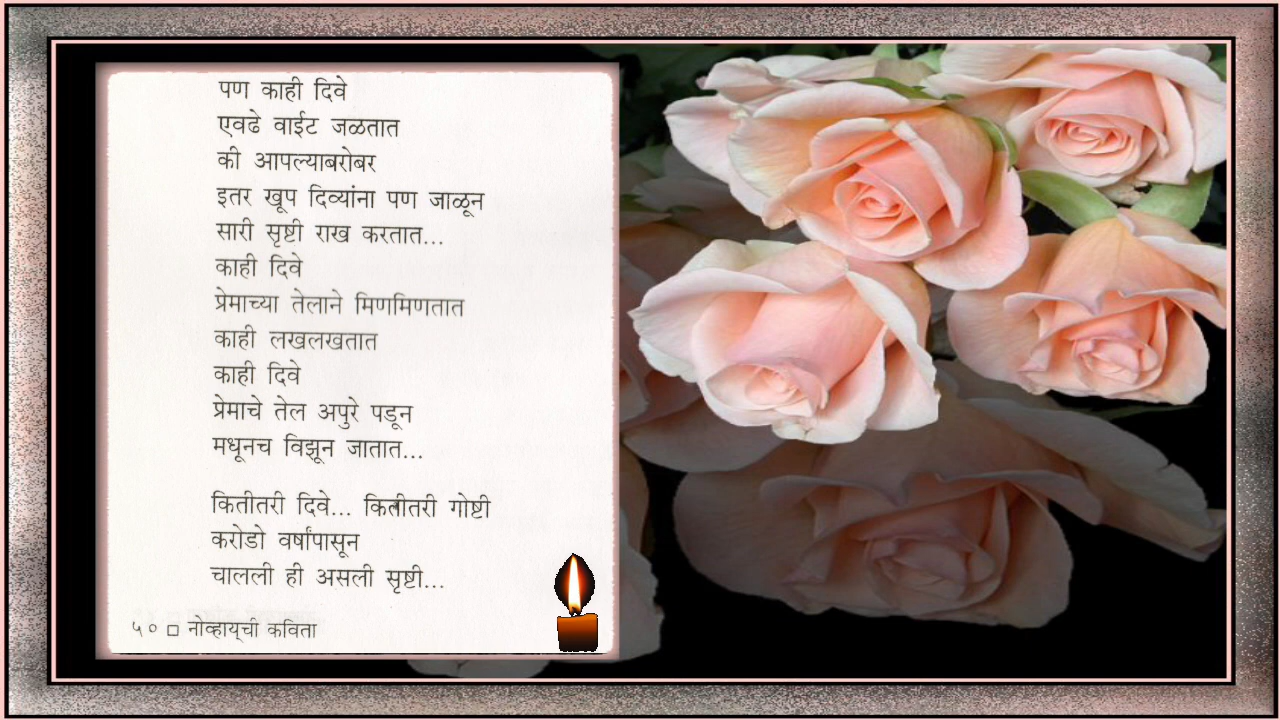 पण काही दिवे
एवढे वाईट जळतात
की आपल्याबरोबर
इतर खूप दिव्यांना पण जाळून
सारी सृष्टी राख करतात...
काही दिवे
प्रेमाच्या तेलाने मिणमिणतात
काही लखलखतात
काही दिवे
प्रेमाचे तेल अपुरे पडून
मधूनच विझून जातात...
कितीतरी दिवे... कितीतरी गोष्टी
करोडो वर्षांपासून
चालली ही असली सृष्टी...
५० □ नोव्हाय्ची कविता